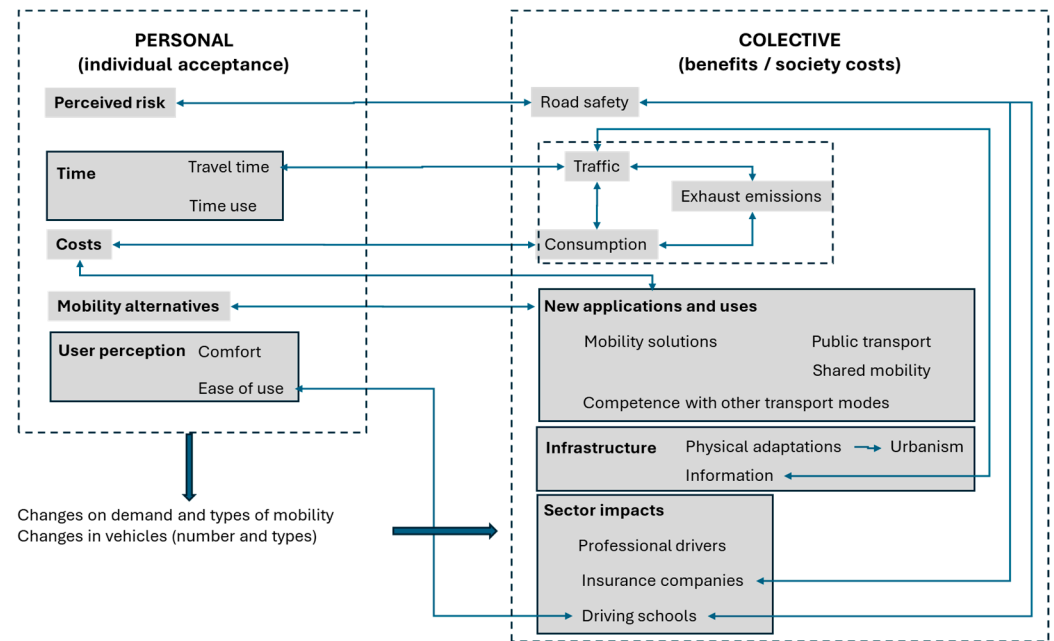 PERSONAL
(individual acceptance)
Perceived risk
Time
Travel time
Time use
Costs
Mobility alternatives
User perception
Comfort
Ease of use
Changes on demand and types of mobility
Changes in vehicles (number and types)
COLECTIVE
(benefits / society costs)
Road safety
Traffic
Exhaust emissions
Consumption
New applications and uses
Mobility solutions
Public transport
Shared mobility
Competence with other transport modes
Infrastructure
Physical adaptations
Urbanism
Information
Sector impacts
Professional drivers
Insurance companies
Driving schools